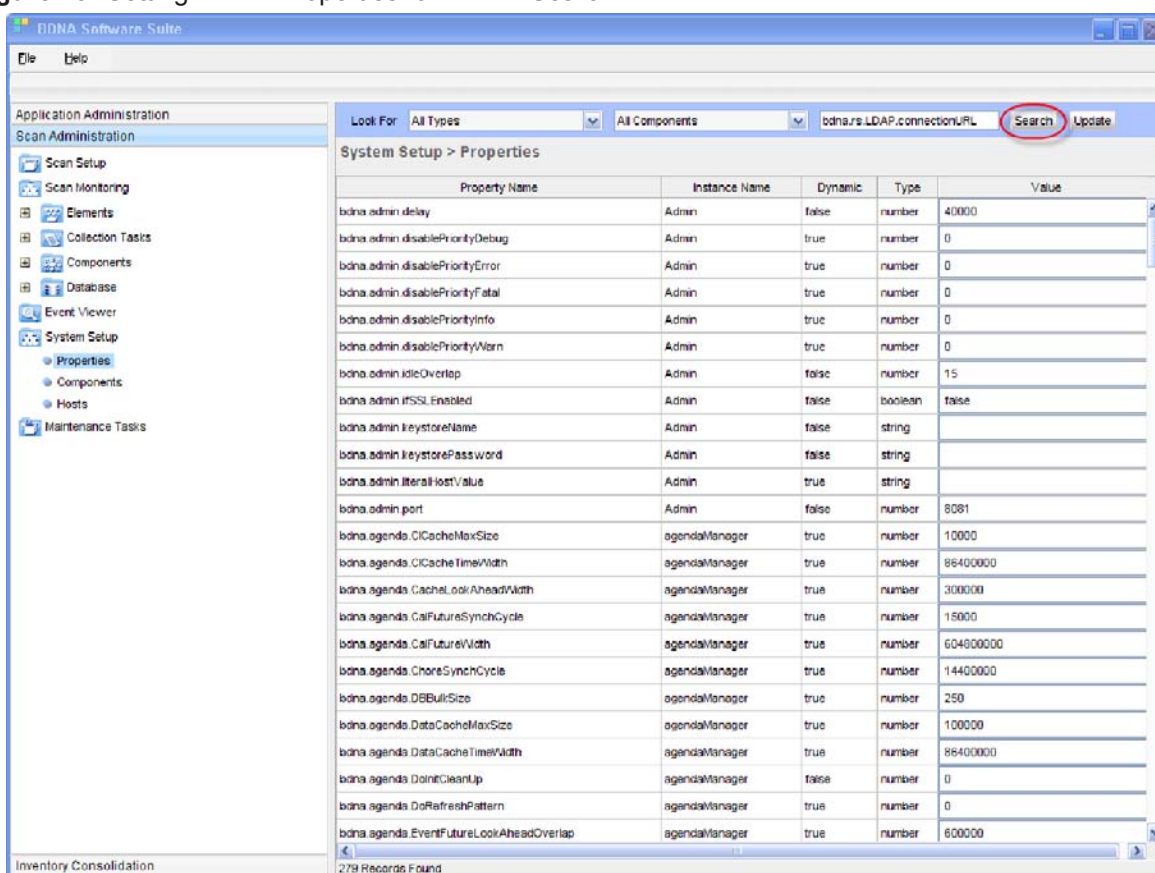 BDNA Software Suite
File Help
Application Administration
Scan Administration
Scan Setup
Scan Monitoring
Elements
Collection Tasks
Components
Database
Event Viewer
System Setup
Properties
Components
Hosts
Maintenance Tasks
Inventory Consolidation
Look For All Types All Components bdna.rs.LDAP.connectionURL Search Update
System Setup > Properties
Property Name Instance Name Dynamic Type Value
bdna.admin.delay Admin false number 40000
bdna.admin.disablePriorityDebug Admin true number 0
bdna.admin.disablePriorityError Admin true number 0
bdna.admin.disablePriorityFatal Admin true number 0
bdna.admin.disablePriorityInfo Admin true number 0
bdna.admin.disablePriorityWarn Admin true number 0
bdna.admin.idleOverlap Admin false number 15
bdna.admin.ifSSLEnabled Admin false boolean false
bdna.admin.keystoreName Admin false string
bdna.admin.keystorePassword Admin false string
bdna.admin.literalHostValue Admin true string
bdna.admin.port Admin false number 8081
bdna.agenda.CICacheMaxSize agendaManager true number 10000
bdna.agenda.CICacheTimeWidth agendaManager true number 86400000
bdna.agenda.CacheLookAheadWidth agendaManager true number 300000
bdna.agenda.CalFutureSynchCycle agendaManager true number 15000
bdna.agenda.CalFutureWidth agendaManager true number 604800000
bdna.agenda.ChoreSynchCycle agendaManager true number 14400000
bdna.agenda.DBBulkSize agendaManager true number 250
bdna.agenda.DataCacheMaxSize agendaManager true number 100000
bdna.agenda.DataCacheTimeWidth agendaManager true number 86400000
bdna.agenda.DoInitCleanUp agendaManager false number 0
bdna.agenda.DoRefreshPattern agendaManager true number 0
bdna.agenda.EventFutureLookAheadOverlap agendaManager true number 600000
279 Records Found